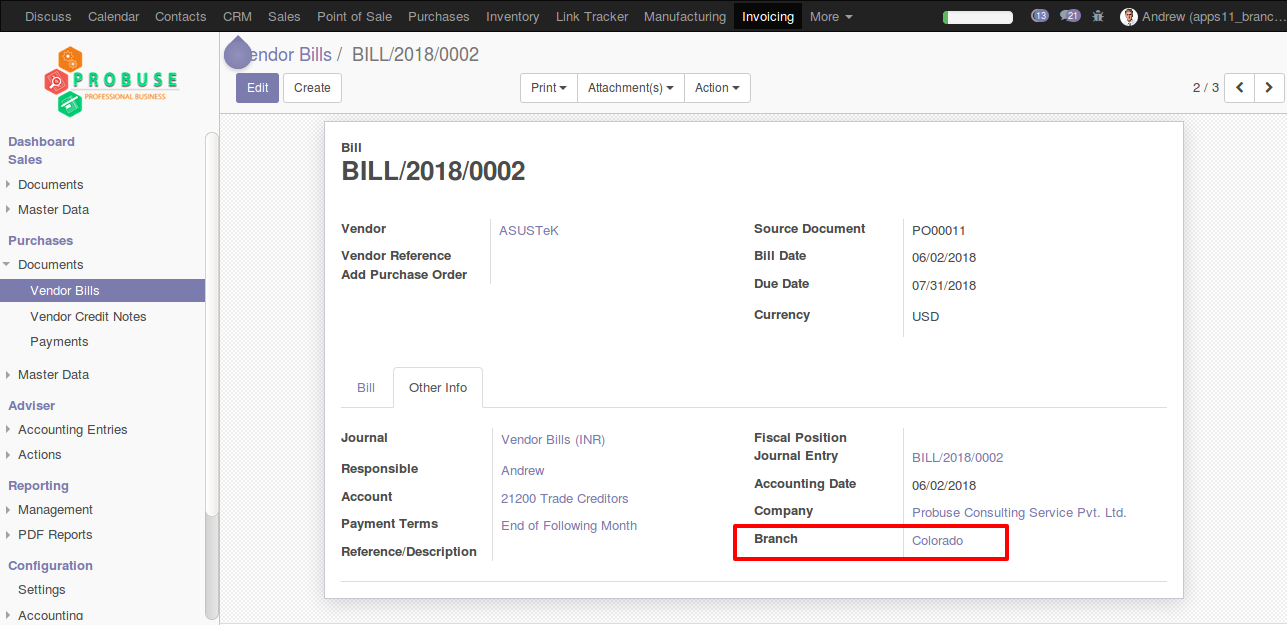 Discuss Calendar Contacts CRM Sales Point of Sale Purchases Inventory Link Tracker Manufacturing Invoicing More 13 21 Andrew (apps11_branc...
PROBUSE
PROFESSIONAL BUSINESS
endor Bills / BILL/2018/0002
Edit Create Print Attachment(s) Action 2 / 3
Dashboard
Sales
Documents
Master Data
Purchases
Documents
Vendor Bills
Vendor Credit Notes
Payments
Master Data
Adviser
Accounting Entries
Actions
Reporting
Management
PDF Reports
Configuration
Settings
Accounting
Bill
BILL/2018/0002
Vendor ASUSTeK
Vendor Reference
Add Purchase Order
Source Document PO00011
Bill Date 06/02/2018
Due Date 07/31/2018
Currency USD
Bill Other Info
Journal Vendor Bills (INR)
Responsible Andrew
Account 21200 Trade Creditors
Payment Terms End of Following Month
Reference/Description
Fiscal Position
Journal Entry BILL/2018/0002
Accounting Date 06/02/2018
Company Probuse Consulting Service Pvt. Ltd.
Branch Colorado